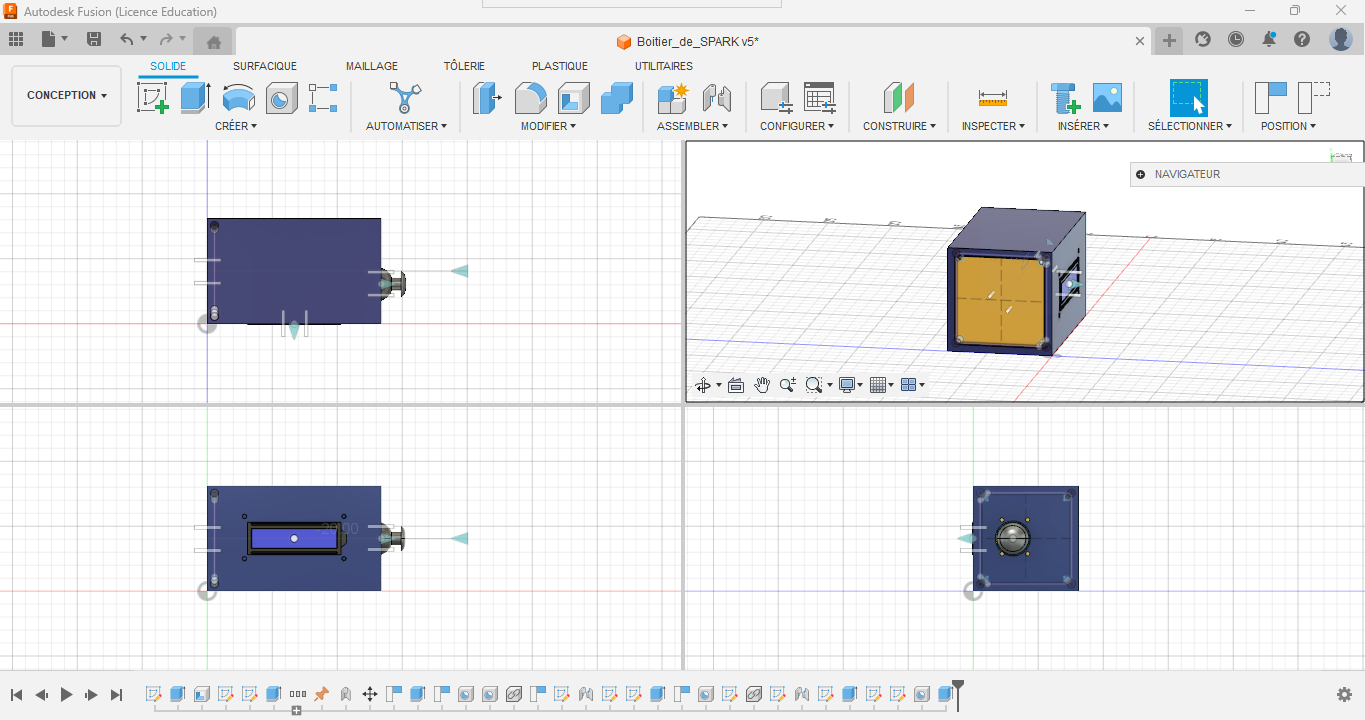 Autodesk Fusion (Licence Education)
Boitier_de_SPARK v5*
SOLIDE SURFACIQUE MAILLAGE TÔLERIE PLASTIQUE UTILITAIRES
CONCEPTION
CRÉER AUTOMATISER MODIFIER ASSEMBLER CONFIGURER CONSTRUIRE INSPECTER INSÉRER SÉLECTIONNER POSITION
NAVIGATEUR